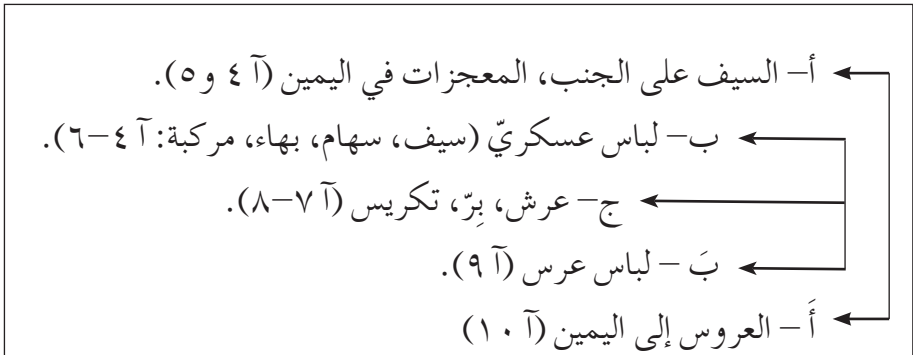 أ– السيف على الجنب، المعجزات في اليمين (آ ٤ و ٥).
ب– لباس عسكريّ (سيف، سهام، بهاء، مركبة: آ ٤–٦).
ج– عرش، بِرّ، تكريس (آ ٧–٨).
بَ – لباس عرس (آ ٩).
أَ – العروس إلى اليمين (آ ١٠)